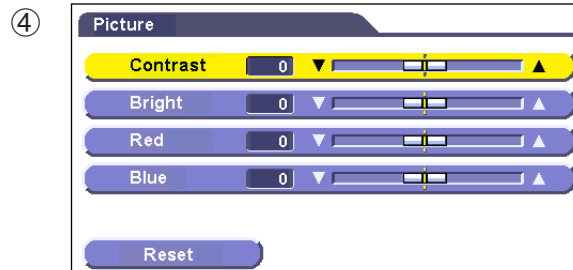 ④
Picture
Contrast 0 ▼ ▲
Bright 0 ▼ ▲
Red 0 ▼ ▲
Blue 0 ▼ ▲
Reset